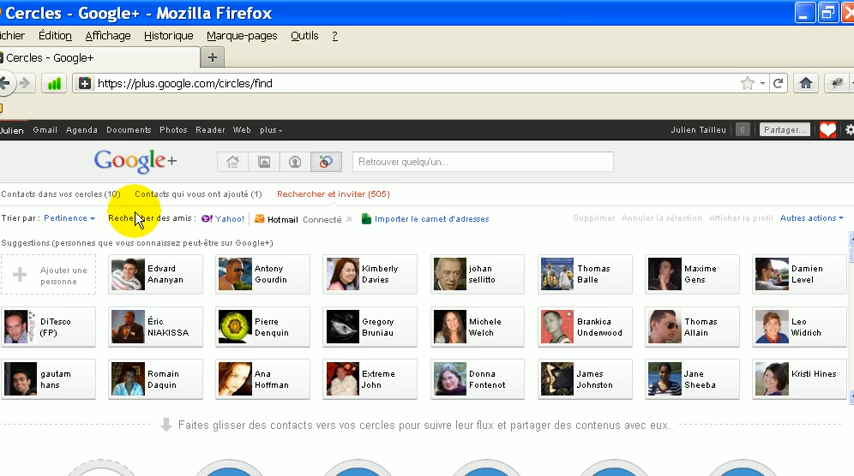 Cercles - Google+ - Mozilla Firefox
ichier Édition Affichage Historique Marque-pages Outils ?
Cercles - Google+
https://plus.google.com/circles/find
Julien Gmail Agenda Documents Photos Reader Web plus Julien Tailleu 0 Partager...
Google+ Retrouver quelqu'un...
Contacts dans vos cercles (10) Contacts qui vous ont ajouté (1) Rechercher et inviter (505)
Trier par : Pertinence Rechercher des amis : Yahoo! Hotmail Connecté Importer le carnet d'adresses Supprimer Annuler la sélection Afficher le profil Autres actions
Suggestions (personnes que vous connaissez peut-être sur Google+)
Ajouter une personne
Edvard Ananyan
Antony Gourdin
Kimberly Davies
johan sellitto
Thomas Balle
Maxime Gens
Damien Level
DiTesco (FP)
Éric NIAKISSA
Pierre Denquin
Gregory Bruniau
Michele Welch
Brankica Underwood
Thomas Allain
Leo Widrich
gautam hans
Romain Daquin
Ana Hoffman
Extreme John
Donna Fontenot
James Johnston
Jane Sheeba
Kristi Hines
Faites glisser des contacts vers vos cercles pour suivre leur flux et partager des contenus avec eux.